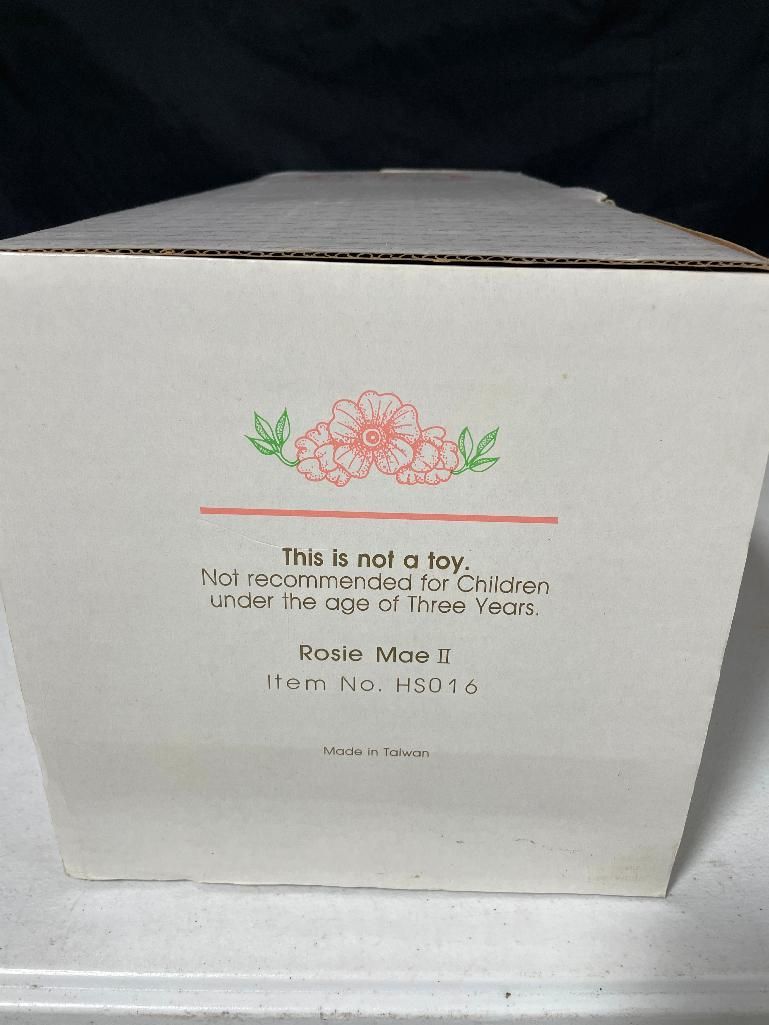 This is not a toy.
Not recommended for Children
under the age of Three Years.
Rosie Mae II
Item No. HS016
Made in Taiwan